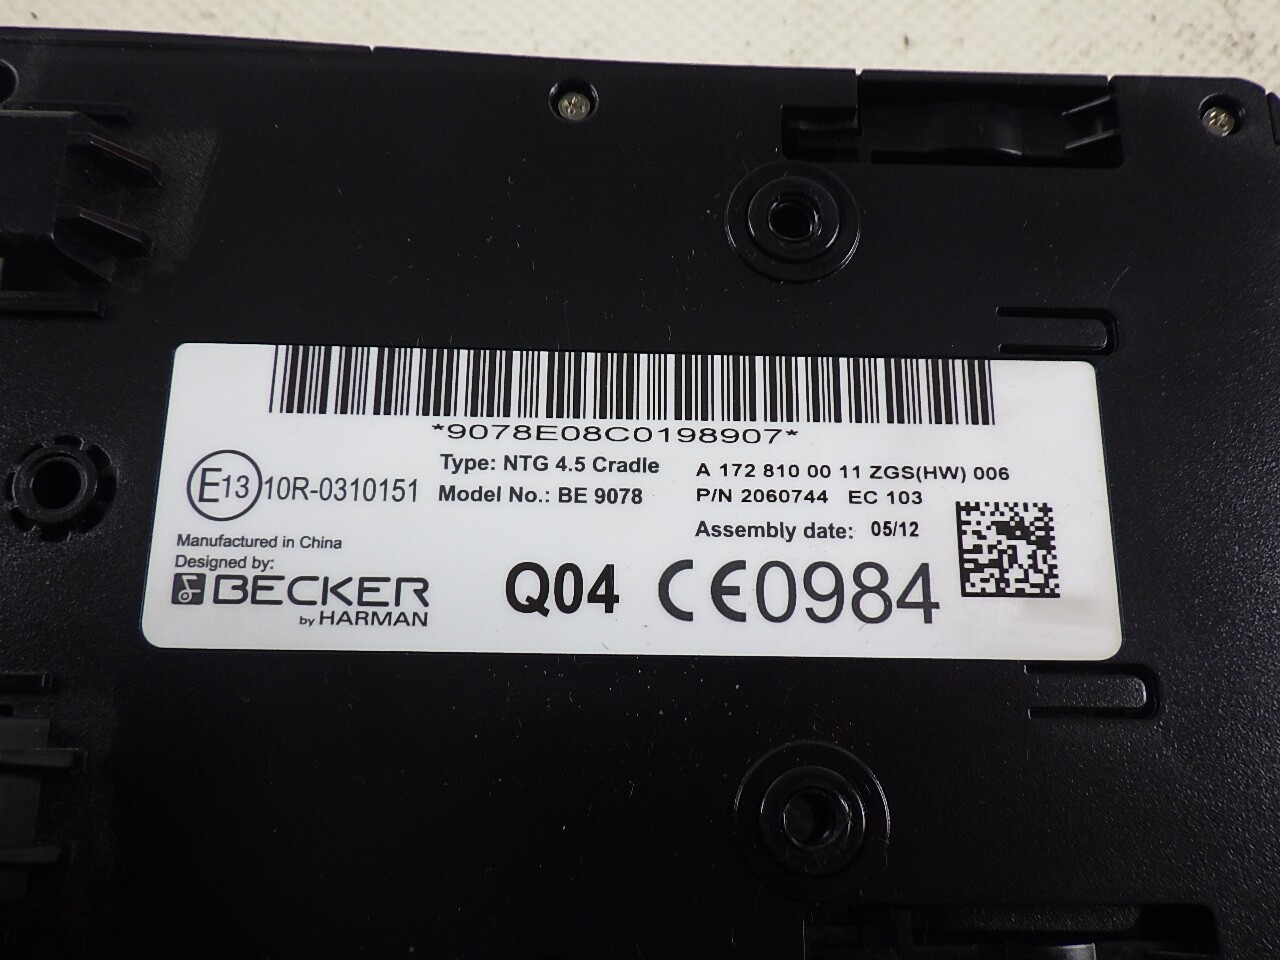 *9078E08C0198907*
Type: NTG 4.5 Cradle
A 172 810 00 11 ZGS(HW) 006
E13 10R-0310151
Model No.: BE 9078
P/N 2060744 EC 103
Assembly date: 05/12
Manufactured in China
Designed by:
BECKER
by HARMAN
Q04
CE0984